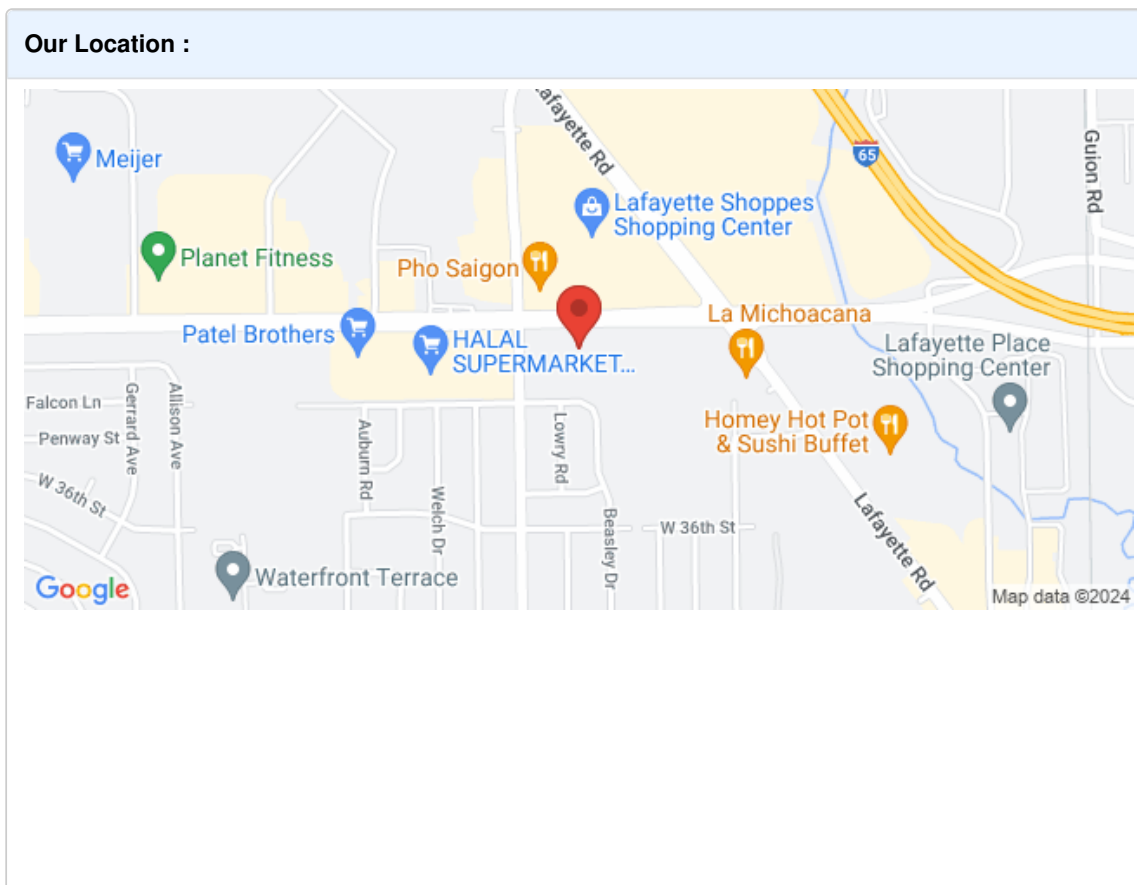 Our Location :
Lafayette Rd
65
Guion Rd
Meijer
Lafayette Shoppes
Shopping Center
Planet Fitness
Pho Saigon
La Michoacana
Patel Brothers
HALAL
SUPERMARKET...
Lafayette Place
Shopping Center
Falcon Ln
Gerrard Ave
Allison Ave
Penway St
Auburn Rd
Lowry Rd
Homey Hot Pot
& Sushi Buffet
W 36th St
Welch Dr
Beasley Dr
W 36th St
Lafayette Rd
Waterfront Terrace
Google
Map data ©2024